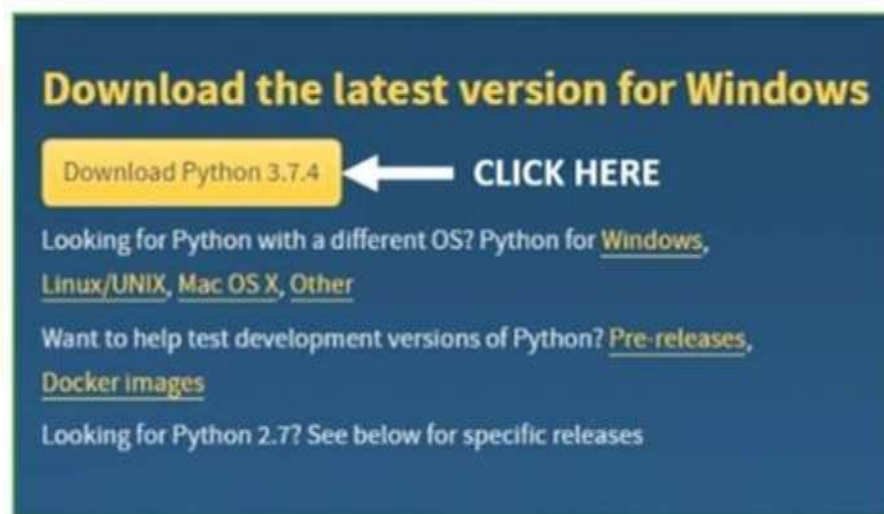 Download the latest version for Windows
Download Python 3.7.4
CLICK HERE
Looking for Python with a different OS? Python for Windows,
Linux/UNIX, Mac OS X, Other
Want to help test development versions of Python? Pre-releases,
Docker images
Looking for Python 2.7? See below for specific releases